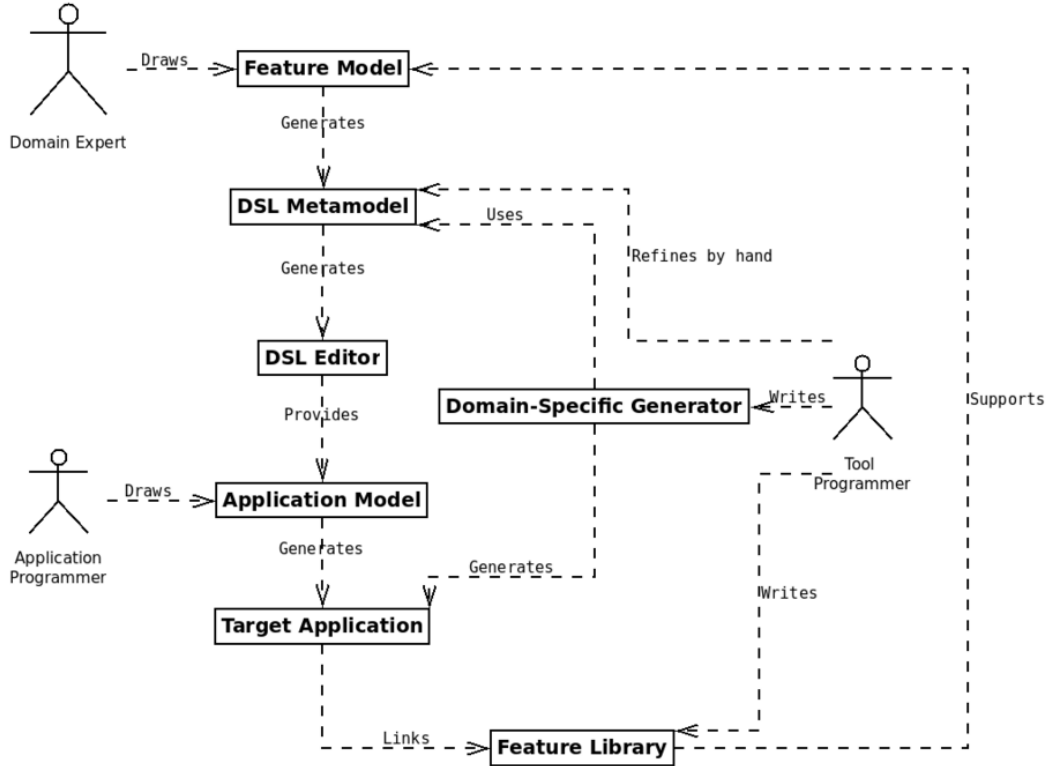 Draws
Feature Model
Domain Expert
Generates
DSL Metamodel
Uses
Refines by hand
Generates
DSL Editor
Domain-Specific Generator
Writes
Supports
Provides
Tool
Programmer
Draws
Application Model
Application
Programmer
Generates
Generates
Writes
Target Application
Links
Feature Library